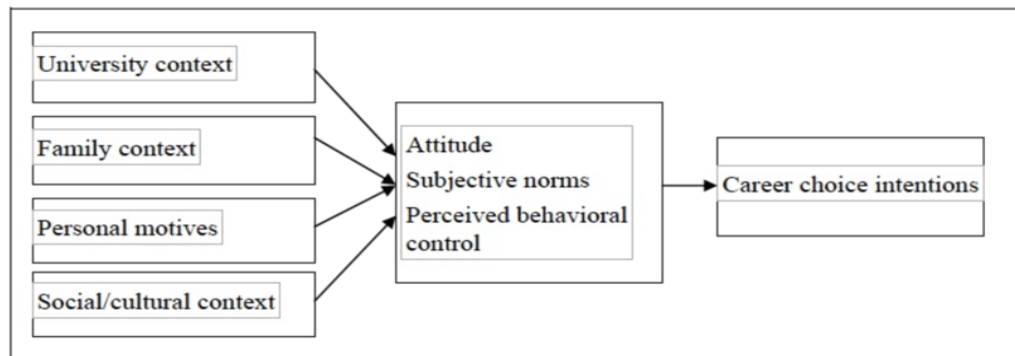 University context
Family context
Personal motives
Social/cultural context
Attitude
Subjective norms
Perceived behavioral
control
Career choice intentions